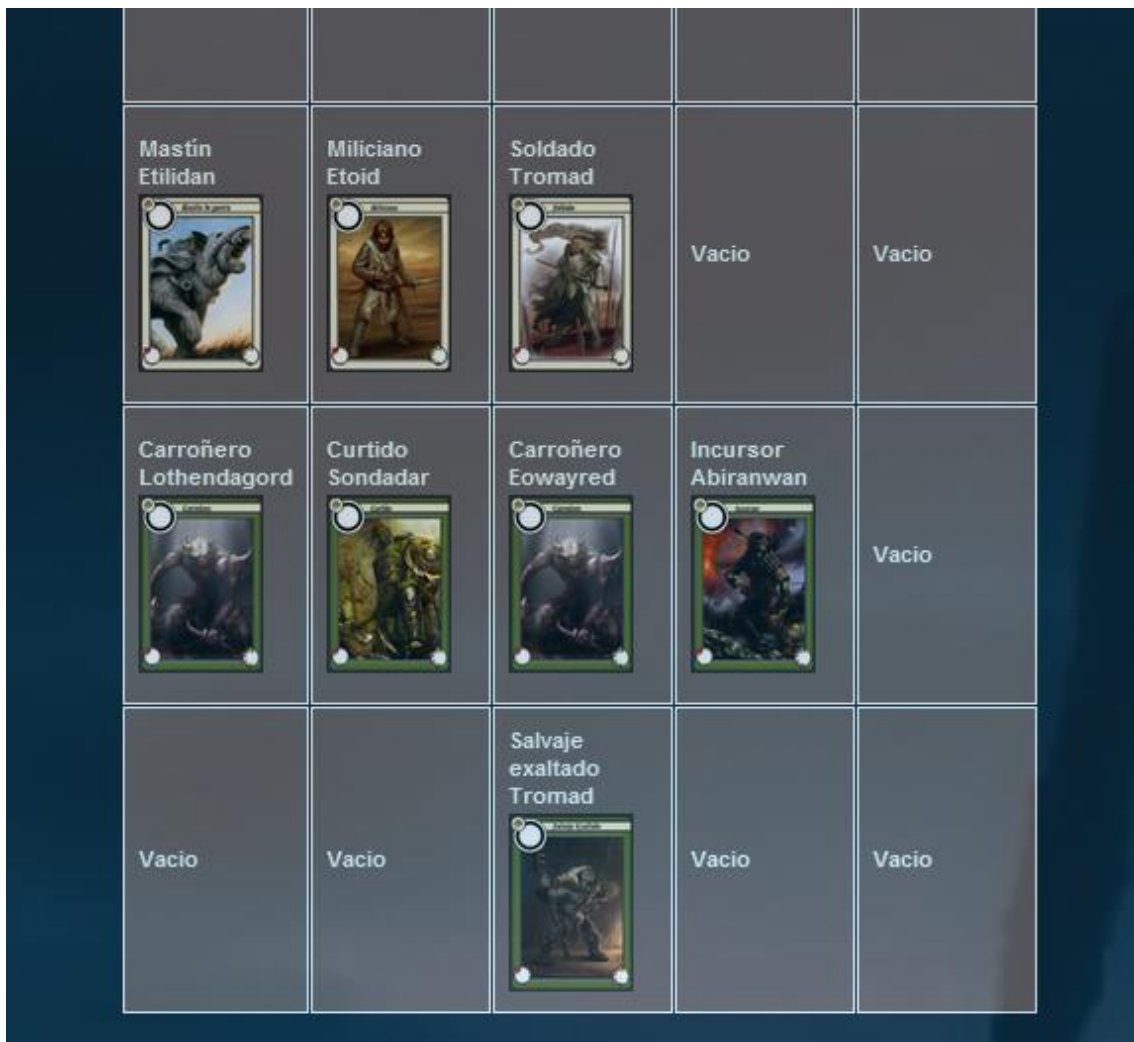 Mastín
Etilidan
Miliciano
Etoid
Soldado
Tromad
Vacio
Vacio
Carroñero
Lothendagord
Curtido
Sondadar
Carroñero
Eowayred
Incursor
Abiranwan
Vacio
Vacio
Vacio
Salvaje
exaltado
Tromad
Vacio
Vacio